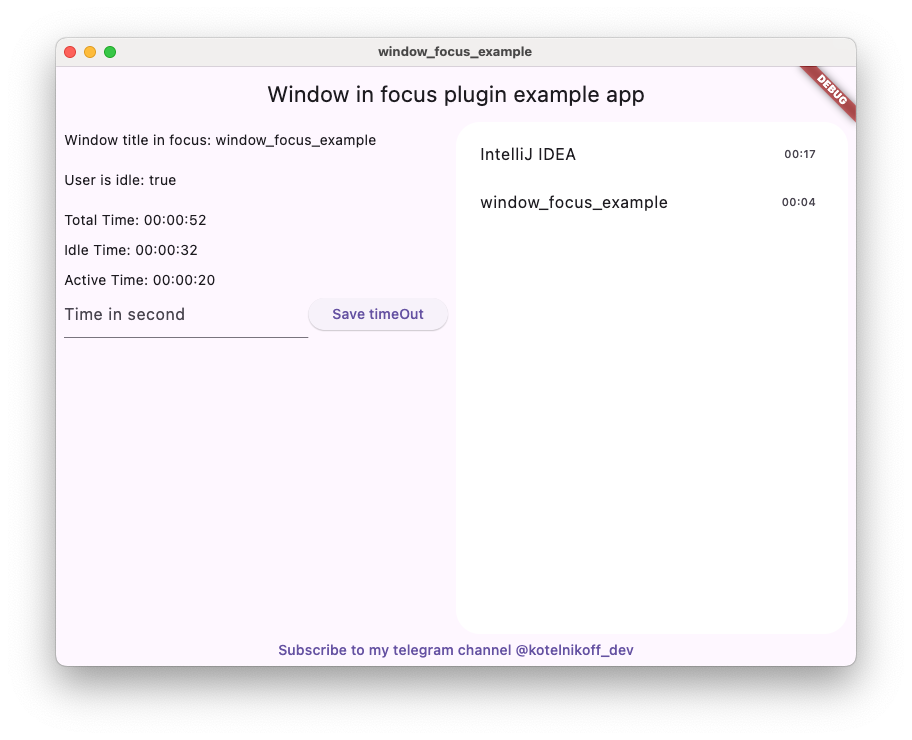 window_focus_example
DEBUG
Window in focus plugin example app
Window title in focus: window_focus_example
User is idle: true
Total Time: 00:00:52
Idle Time: 00:00:32
Active Time: 00:00:20
Time in second
Save timeOut
IntelliJ IDEA 00:17
window_focus_example 00:04
Subscribe to my telegram channel @kotelnikoff_dev